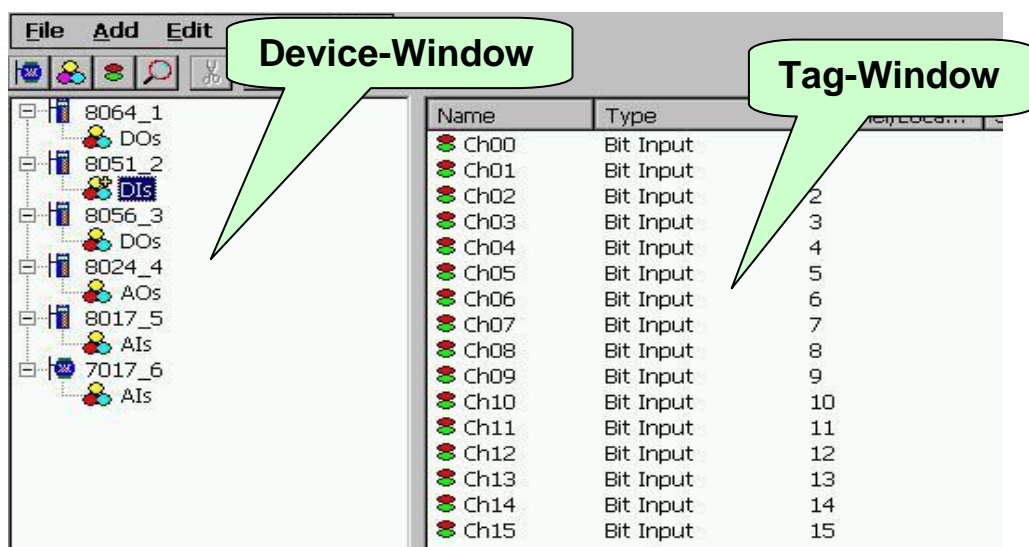 File Add Edit
Device-Window
Tag-Window
8064_1
DOs
8051_2
DIs
8056_3
DOs
8024_4
AOs
8017_5
AIs
7017_6
AIs
Name Type
Ch00 Bit Input
Ch01 Bit Input
Ch02 Bit Input 2
Ch03 Bit Input 3
Ch04 Bit Input 4
Ch05 Bit Input 5
Ch06 Bit Input 6
Ch07 Bit Input 7
Ch08 Bit Input 8
Ch09 Bit Input 9
Ch10 Bit Input 10
Ch11 Bit Input 11
Ch12 Bit Input 12
Ch13 Bit Input 13
Ch14 Bit Input 14
Ch15 Bit Input 15